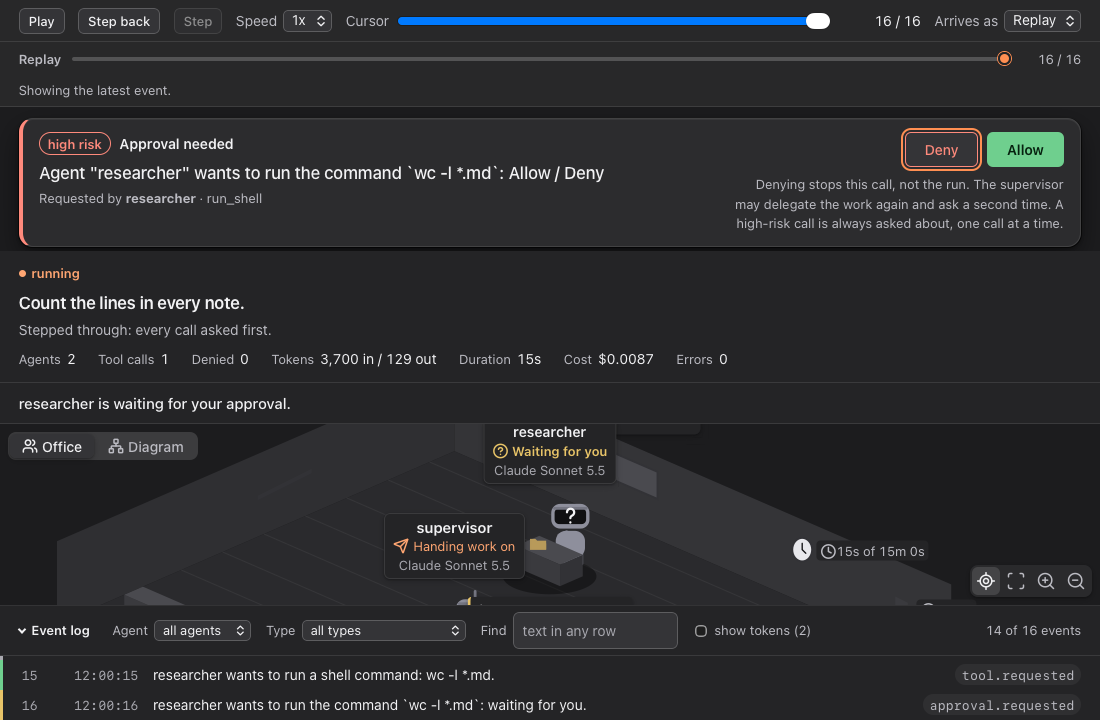 Play Step back Step Speed 1x Cursor 16 / 16 Arrives as Replay
Replay 16 / 16
Showing the latest event.
high risk Approval needed
Agent "researcher" wants to run the command `wc -l *.md`: Allow / Deny
Requested by researcher · run_shell
Deny Allow
Denying stops this call, not the run. The supervisor
may delegate the work again and ask a second time. A
high-risk call is always asked about, one call at a time.
running
Count the lines in every note.
Stepped through: every call asked first.
Agents 2 Tool calls 1 Denied 0 Tokens 3,700 in / 129 out Duration 15s Cost $0.0087 Errors 0
researcher is waiting for your approval.
Office Diagram
researcher
Waiting for you
Claude Sonnet 5.5
?
supervisor
Handing work on
Claude Sonnet 5.5
15s of 15m 0s
Event log Agent all agents Type all types Find text in any row show tokens (2) 14 of 16 events
15 12:00:15 researcher wants to run a shell command: wc -l *.md. tool.requested
16 12:00:16 researcher wants to run the command `wc -l *.md`: waiting for you. approval.requested